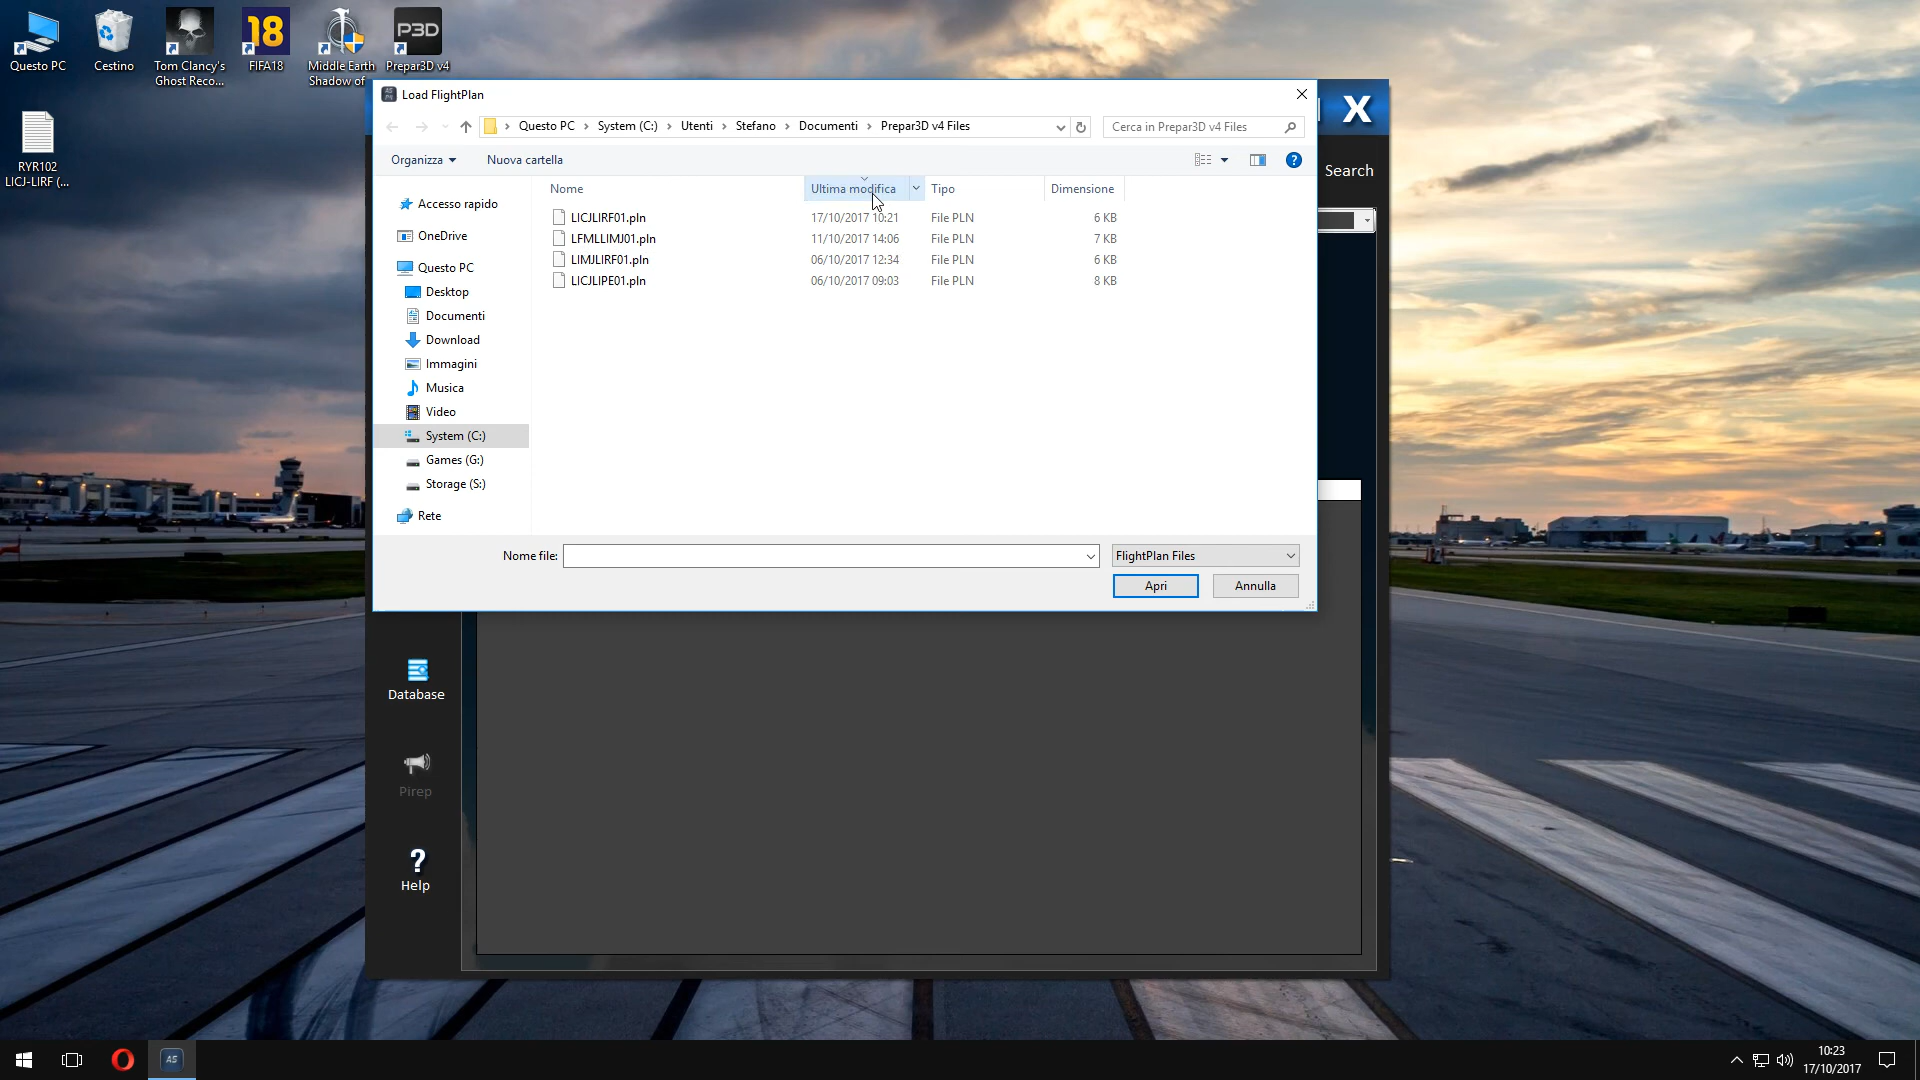 Questo PC
Cestino
Tom Clancy's
Ghost Reco...
18
FIFA18
Middle Earth
Shadow of
P3D
Prepar3D v4
RYR102
LICJ-LIRF (...
Load FlightPlan
X
Questo PC
System (C:)
Utenti
Stefano
Documenti
Prepar3D v4 Files
Cerca in Prepar3D v4 Files
Organizza
Nuova cartella
?
Search
Nome
Ultima modifica
Tipo
Dimensione
LICJLIRF01.pln 17/10/2017 10:21 File PLN 6 KB
LFMLLIMJ01.pln 11/10/2017 14:06 File PLN 7 KB
LIMJLIRF01.pln 06/10/2017 12:34 File PLN 6 KB
LICJLIPE01.pln 06/10/2017 09:03 File PLN 8 KB
Accesso rapido
OneDrive
Questo PC
Desktop
Documenti
Download
Immagini
Musica
Video
System (C:)
Games (G:)
Storage (S:)
Rete
Nome file:
FlightPlan Files
Apri
Annulla
Database
Pirep
?
Help
AS
10:23
17/10/2017